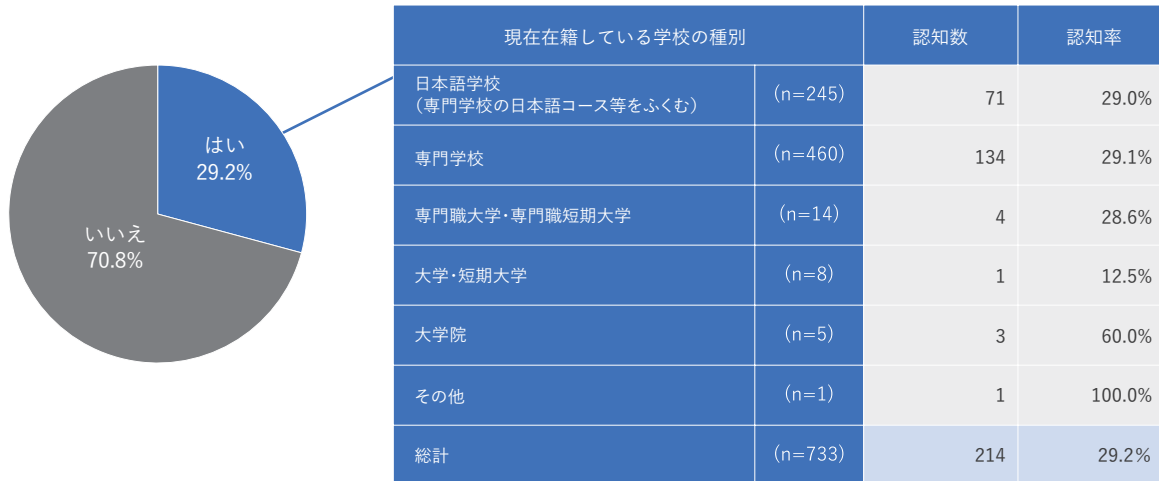 はい
29.2%
いいえ
70.8%
現在在籍している学校の種別 認知数 認知率
日本語学校
（専門学校の日本語コース等をふくむ） （n=245） 71 29.0%
専門学校 （n=460） 134 29.1%
専門職大学・専門職短期大学 （n=14） 4 28.6%
大学・短期大学 （n=8） 1 12.5%
大学院 （n=5） 3 60.0%
その他 （n=1） 1 100.0%
総計 （n=733） 214 29.2%